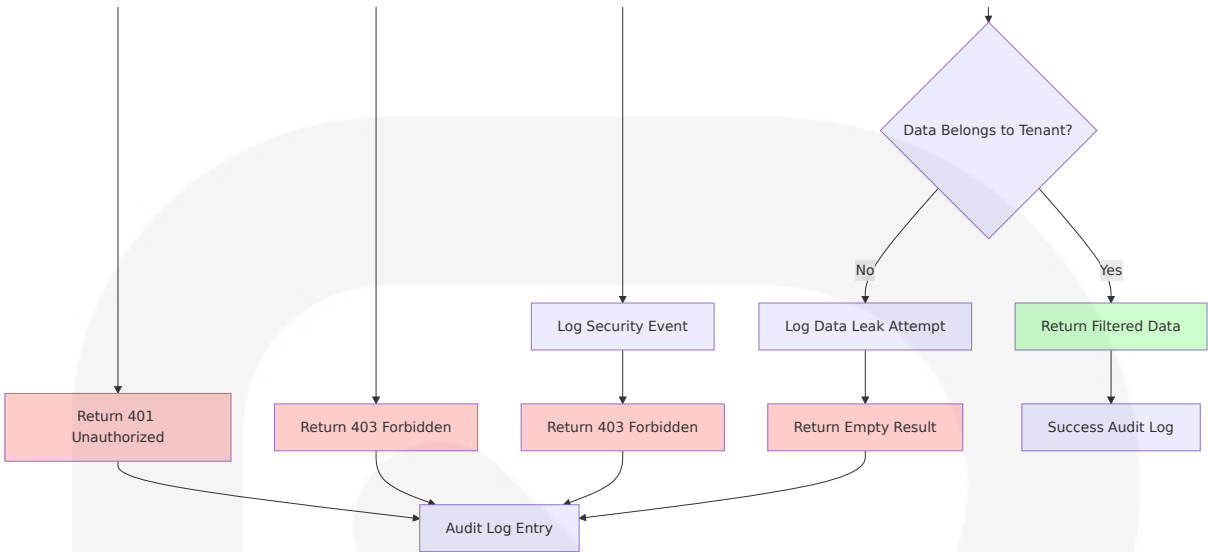 Data Belongs to Tenant?
No
Yes
Log Security Event
Log Data Leak Attempt
Return Filtered Data
Return 401
Unauthorized
Return 403 Forbidden
Return 403 Forbidden
Return Empty Result
Success Audit Log
Audit Log Entry